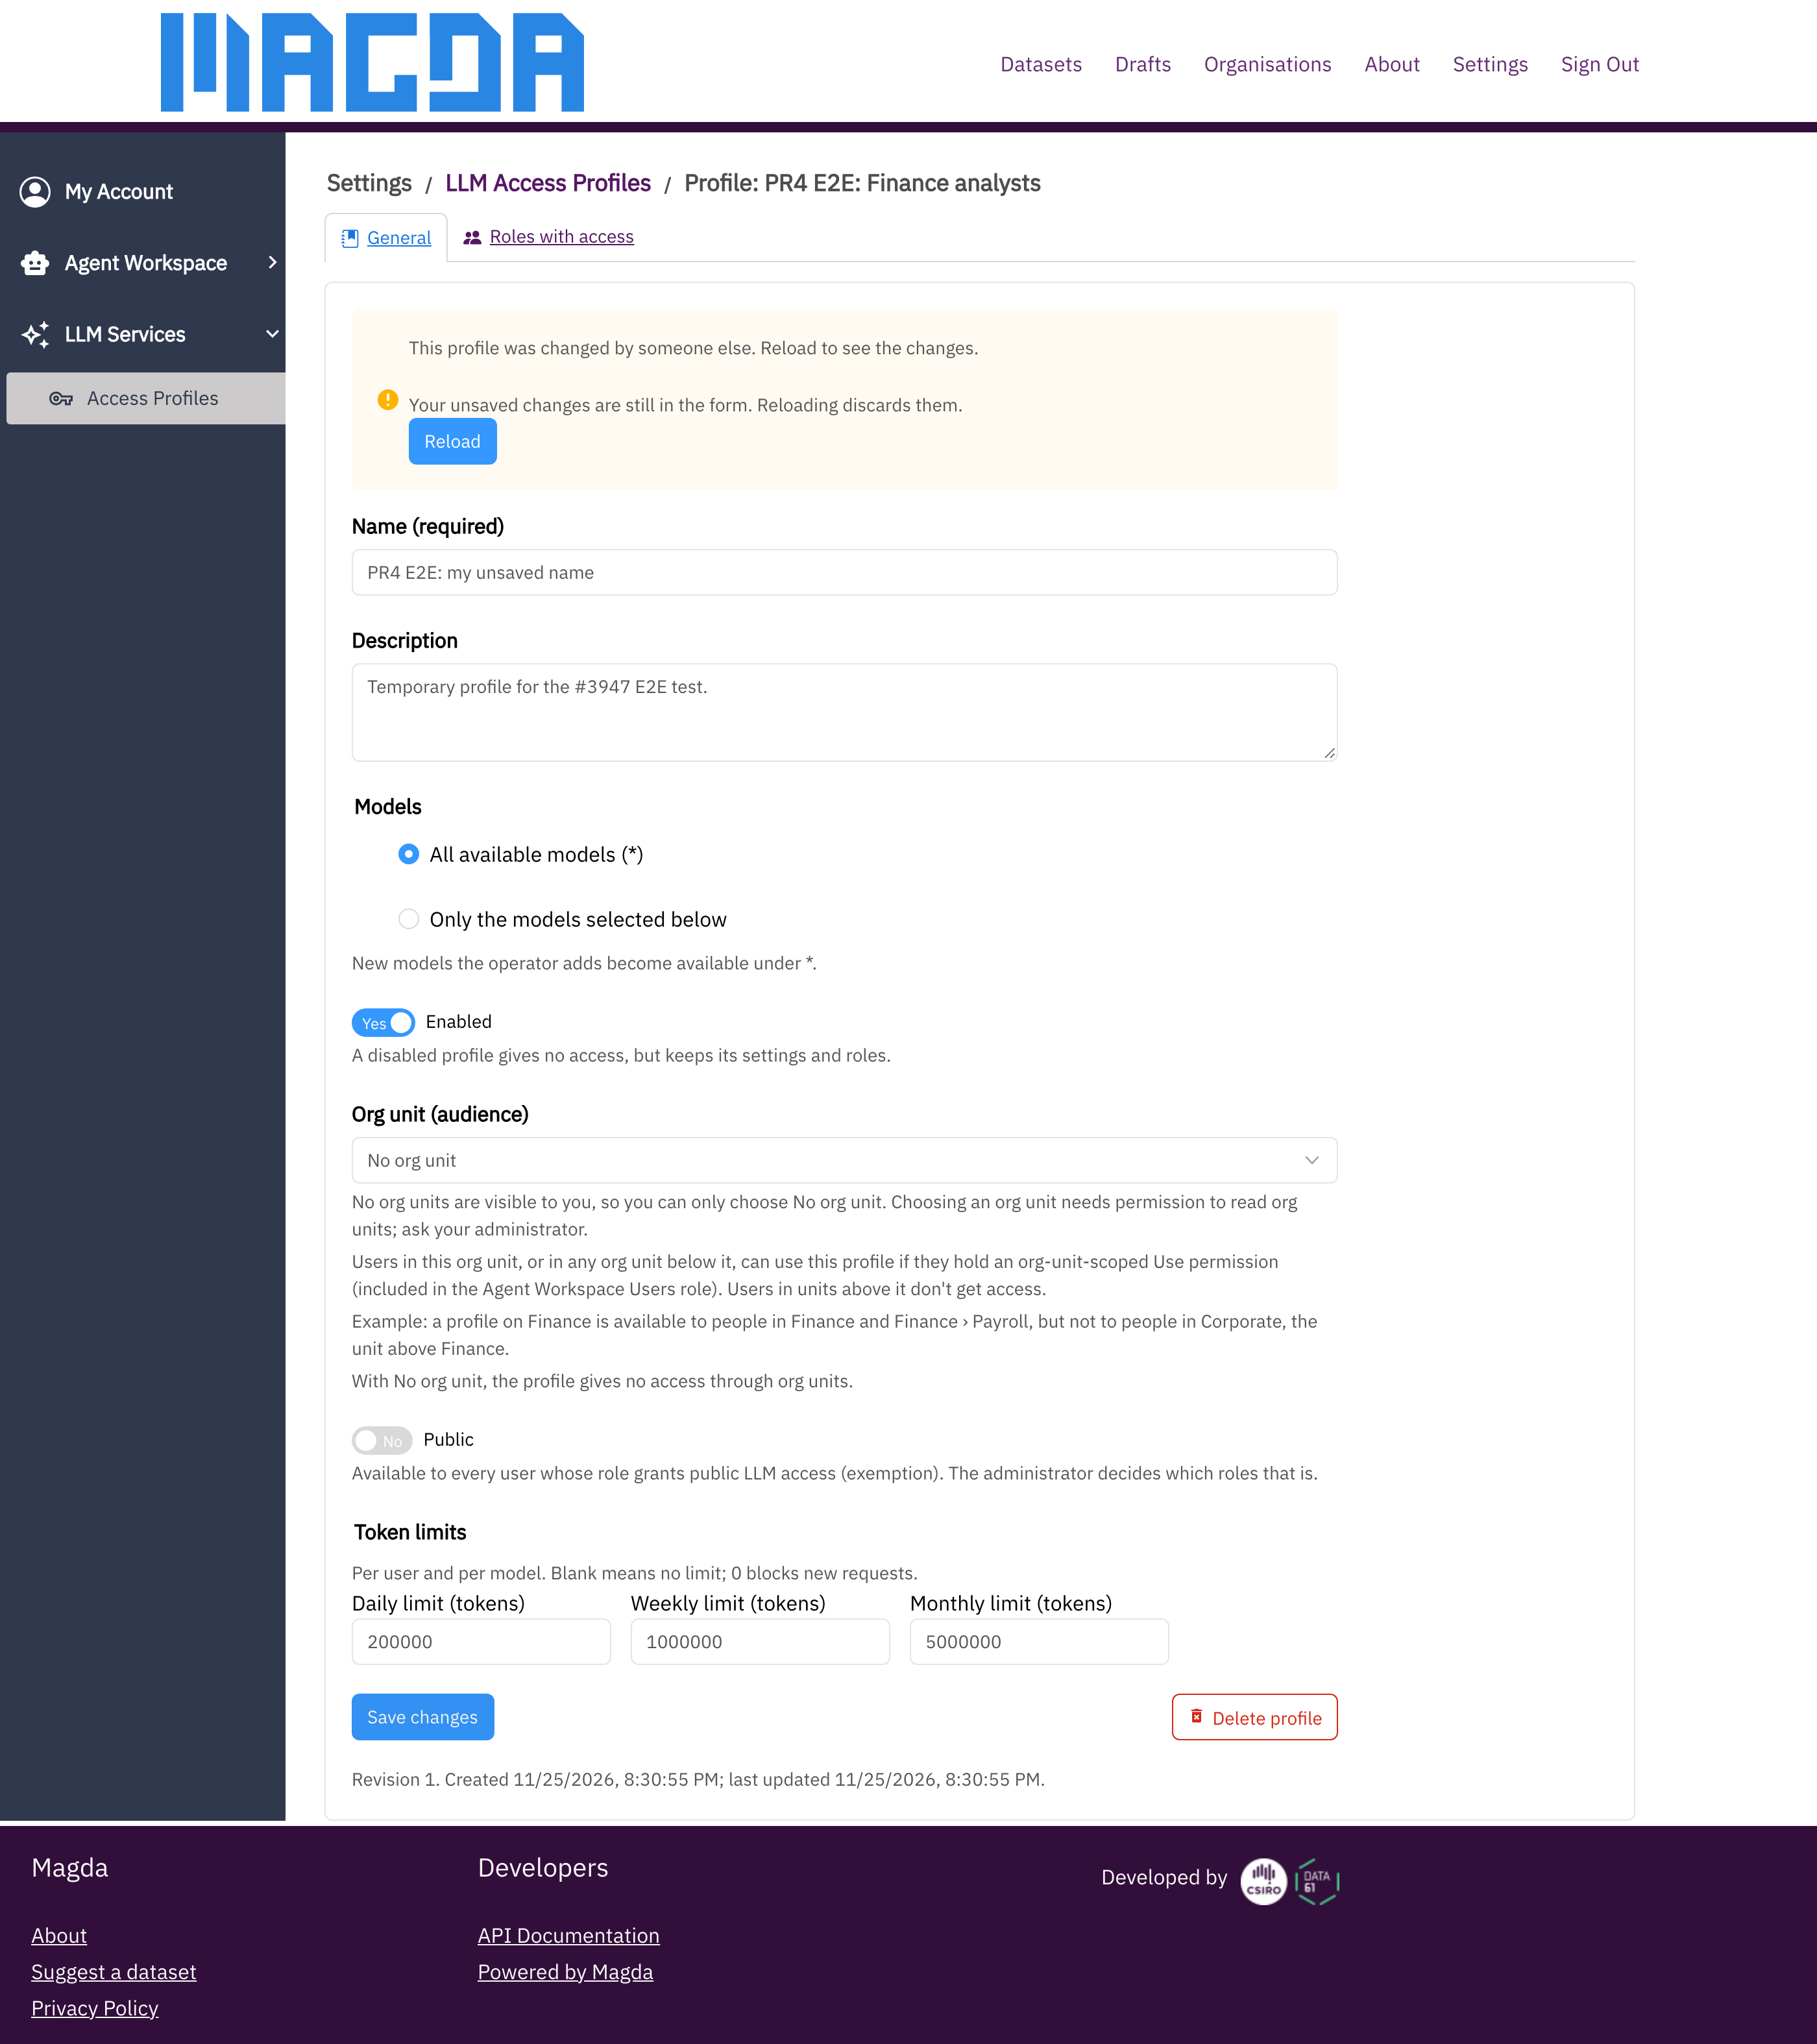 MAGDA
Datasets
Drafts
Organisations
About
Settings
Sign Out
My Account
Agent Workspace
LLM Services
Access Profiles
Settings / LLM Access Profiles / Profile: PR4 E2E: Finance analysts
General
Roles with access
This profile was changed by someone else. Reload to see the changes.
Your unsaved changes are still in the form. Reloading discards them.
Reload
Name (required)
PR4 E2E: my unsaved name
Description
Temporary profile for the #3947 E2E test.
Models
All available models (*)
Only the models selected below
New models the operator adds become available under *.
Yes
Enabled
A disabled profile gives no access, but keeps its settings and roles.
Org unit (audience)
No org unit
No org units are visible to you, so you can only choose No org unit. Choosing an org unit needs permission to read org
units; ask your administrator.
Users in this org unit, or in any org unit below it, can use this profile if they hold an org-unit-scoped Use permission
(included in the Agent Workspace Users role). Users in units above it don't get access.
Example: a profile on Finance is available to people in Finance and Finance › Payroll, but not to people in Corporate, the
unit above Finance.
With No org unit, the profile gives no access through org units.
No
Public
Available to every user whose role grants public LLM access (exemption). The administrator decides which roles that is.
Token limits
Per user and per model. Blank means no limit; 0 blocks new requests.
Daily limit (tokens)
Weekly limit (tokens)
Monthly limit (tokens)
200000
1000000
5000000
Save changes
Delete profile
Revision 1. Created 11/25/2026, 8:30:55 PM; last updated 11/25/2026, 8:30:55 PM.
Magda
Developers
Developed by
CSIRO
DATA
61
About
API Documentation
Suggest a dataset
Powered by Magda
Privacy Policy